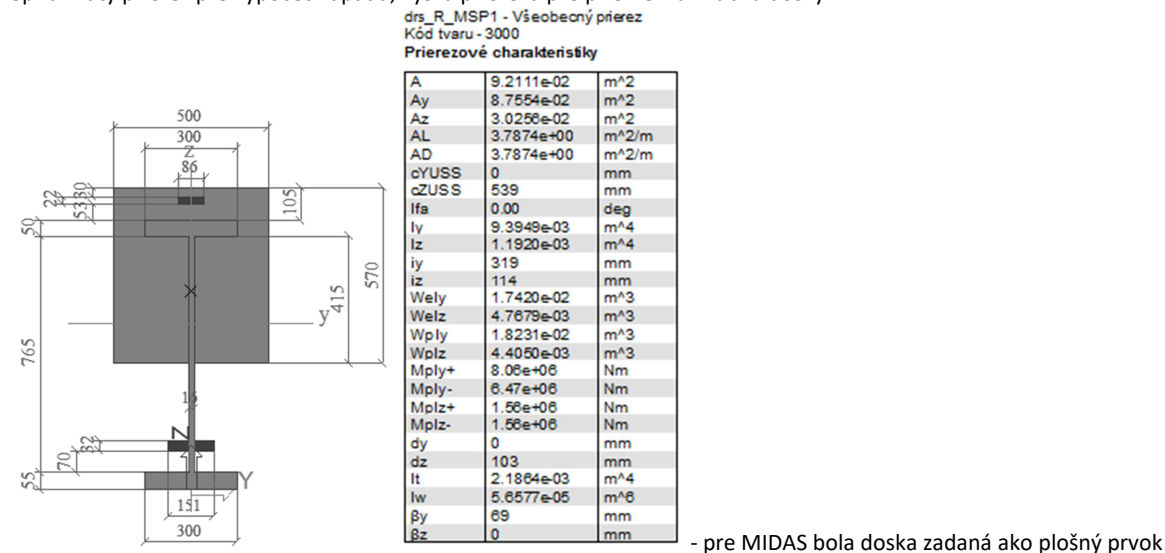 drs_R_MSP1 - Všeobecný prierez
Kód tvaru - 3000
Prierezové charakteristiky
A 9.2111e-02 m^2
Ay 8.7554e-02 m^2
Az 3.0256e-02 m^2
AL 3.7874e+00 m^2/m
AD 3.7874e+00 m^2/m
cYUSS 0 mm
cZUSS 539 mm
lfa 0.00 deg
Iy 9.3949e-03 m^4
Iz 1.1920e-03 m^4
iy 319 mm
iz 114 mm
Wely 1.7420e-02 m^3
Welz 4.7679e-03 m^3
Wply 1.8231e-02 m^3
Wplz 4.4050e-03 m^3
Mply+ 8.06e+06 Nm
Mply- 6.47e+06 Nm
Mplz+ 1.56e+06 Nm
Mplz- 1.56e+06 Nm
dy 0 mm
dz 103 mm
It 2.1864e-03 m^4
Iw 5.6577e-05 m^6
βy 69 mm
βz 0 mm
500
300
Z
86
22
30
53
105
50
415
570
y
765
15
Z
32
70
55
Y
151
300
- pre MIDAS bola doska zadaná ako plošný prvok